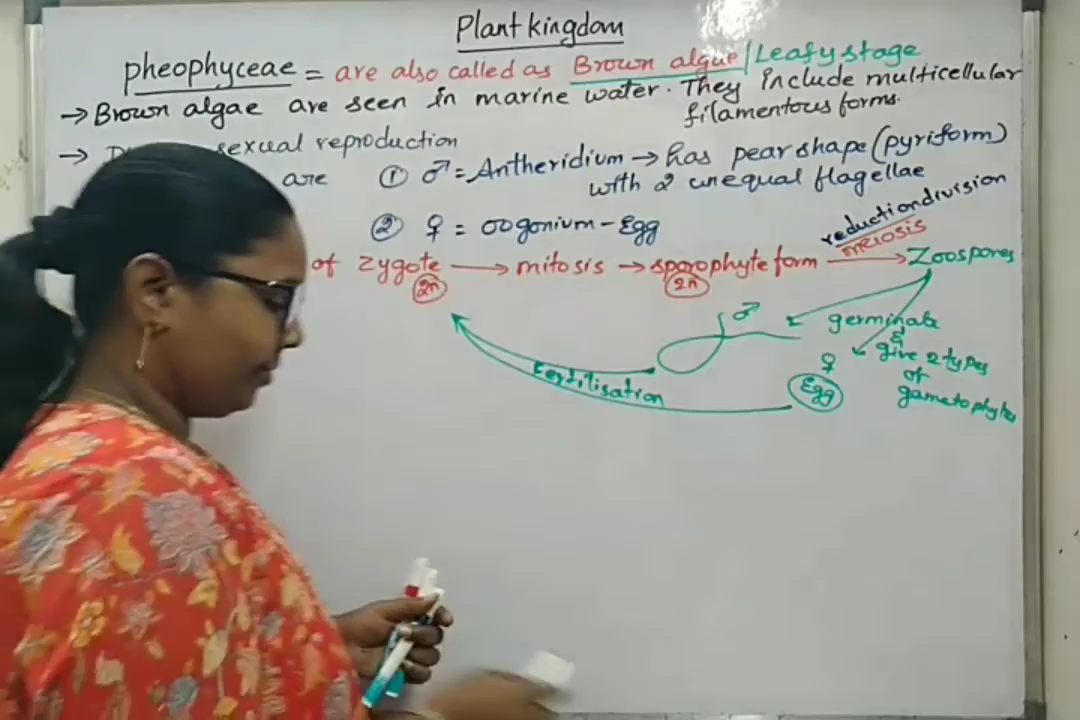 Plant kingdom
pheophyceae = are also called as Brown algae/Leafy stage
→ Brown algae are seen in marine water. They include multicellular
filamentous forms.
→ sexual reproduction
are ① ♂ = Antheridium → has pear shape (pyriform)
with 2 unequal flagellae
② ♀ = oogonium - Egg
reduction division
of zygote → mitosis → sporophyte form meiosis → Zoospores
2n 2n
♂ germinate
&
♀ give 2 types
of
Fertilisation Egg gametophytes